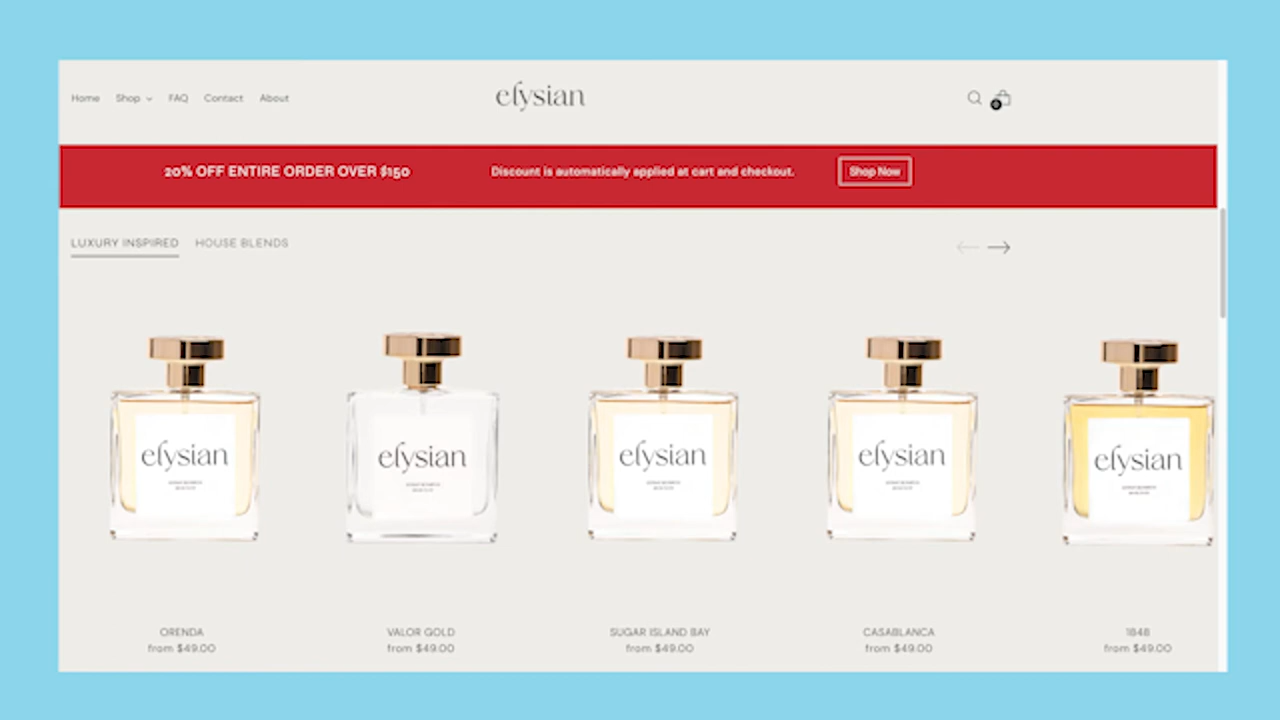 Home Shop FAQ Contact About
elysian
20% OFF ENTIRE ORDER OVER $150 Discount is automatically applied at cart and checkout. Shop Now
LUXURY INSPIRED HOUSE BLENDS
elysian elysian elysian elysian elysian
ORENDA VALOR GOLD SUGAR ISLAND BAY CASABLANCA 1848
from $49.00 from $49.00 from $49.00 from $49.00 from $49.00